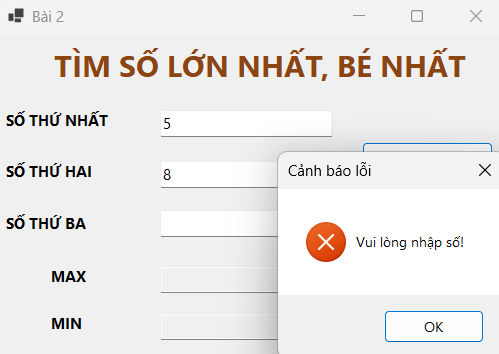 Bài 2
TÌM SỐ LỚN NHẤT, BÉ NHẤT
SỐ THỨ NHẤT
5
SỐ THỨ HAI
8
SỐ THỨ BA
MAX
MIN
Cảnh báo lỗi
Vui lòng nhập số!
OK